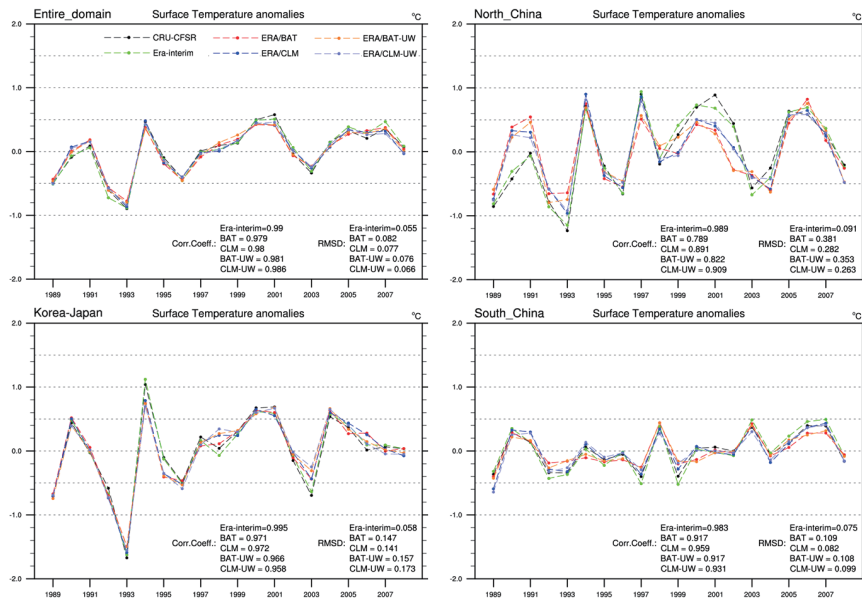 Entire_domain Surface Temperature anomalies °C
2.0
1.0
0.0
-1.0
-2.0
CRU-CFSR ERA/BAT ERA/BAT-UW
Era-interim ERA/CLM ERA/CLM-UW
Corr.Coeff.:
Era-interim=0.99
BAT = 0.979
CLM = 0.98
BAT-UW = 0.981
CLM-UW = 0.986
RMSD:
Era-interim=0.055
BAT = 0.082
CLM = 0.077
BAT-UW = 0.076
CLM-UW = 0.066
1989 1991 1993 1995 1997 1999 2001 2003 2005 2007
North_China Surface Temperature anomalies °C
2.0
1.0
0.0
-1.0
-2.0
Corr.Coeff.:
Era-interim=0.989
BAT = 0.789
CLM = 0.891
BAT-UW = 0.822
CLM-UW = 0.909
RMSD:
Era-interim=0.091
BAT = 0.381
CLM = 0.282
BAT-UW = 0.353
CLM-UW = 0.263
1989 1991 1993 1995 1997 1999 2001 2003 2005 2007
Korea-Japan Surface Temperature anomalies °C
2.0
1.0
0.0
-1.0
-2.0
Corr.Coeff.:
Era-interim=0.995
BAT = 0.971
CLM = 0.972
BAT-UW = 0.966
CLM-UW = 0.958
RMSD:
Era-interim=0.058
BAT = 0.147
CLM = 0.141
BAT-UW = 0.157
CLM-UW = 0.173
1989 1991 1993 1995 1997 1999 2001 2003 2005 2007
South_China Surface Temperature anomalies °C
2.0
1.0
0.0
-1.0
-2.0
Corr.Coeff.:
Era-interim=0.983
BAT = 0.917
CLM = 0.959
BAT-UW = 0.917
CLM-UW = 0.931
RMSD:
Era-interim=0.075
BAT = 0.109
CLM = 0.082
BAT-UW = 0.108
CLM-UW = 0.099
1989 1991 1993 1995 1997 1999 2001 2003 2005 2007